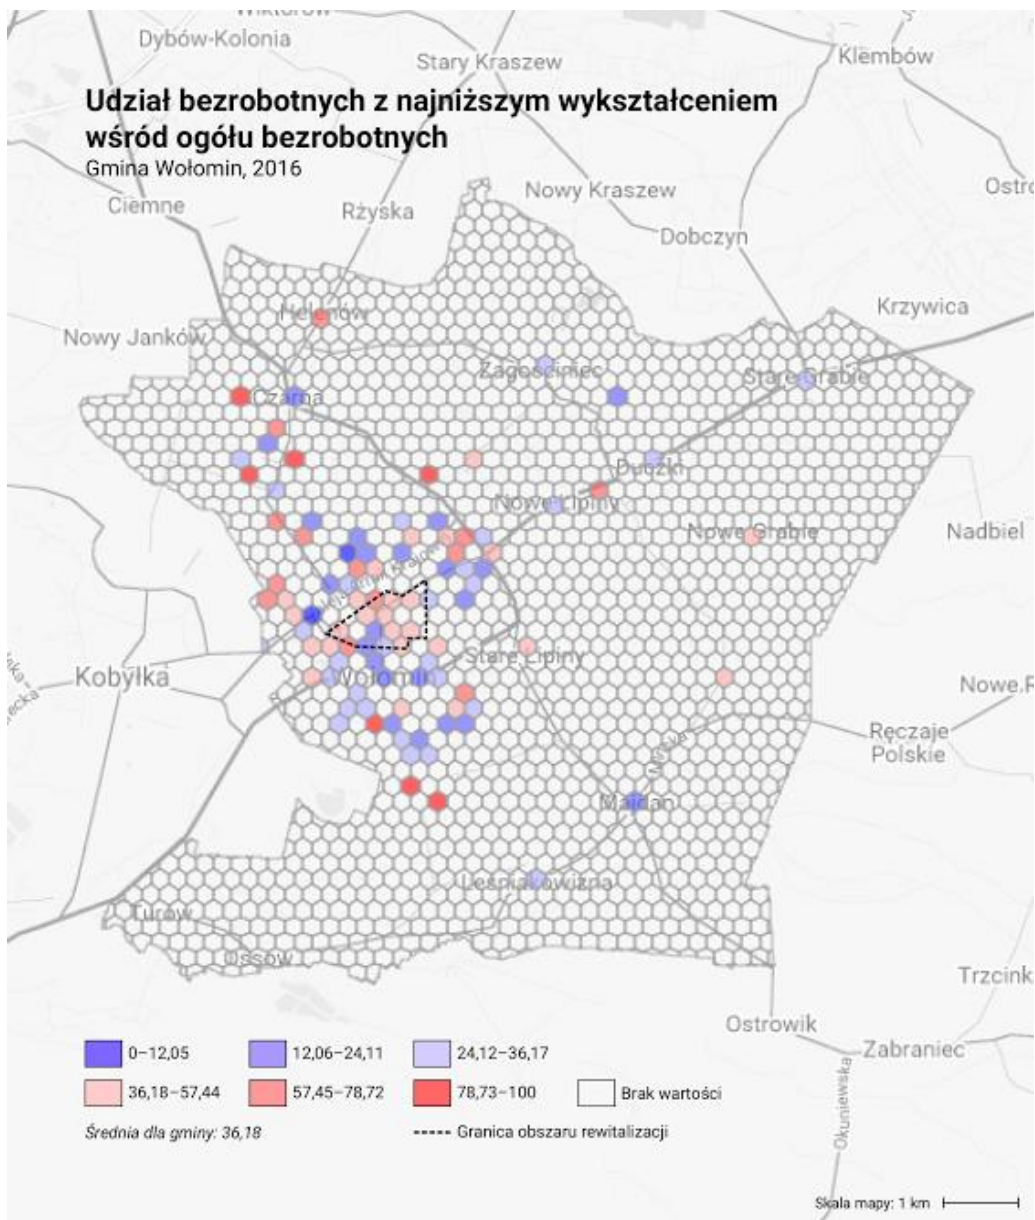 Wiktorów
Dybów-Kolonia
Klembów
Stary Kraszew
Udział bezrobotnych z najniższym wykształceniem
wśród ogółu bezrobotnych
Gmina Wołomin, 2016
Nowy Kraszew
Ciemne
Rżyska
Dobczyn
Krzywica
Helenów
Nowy Janków
Zagościniec
Stare Grabie
Czarna
Duczki
Nowe Lipiny
Nowe Grabie
Nadbiel
Stare Lipiny
Kobyłka
Wołomin
Ręczaje
Polskie
Majdan
Leśniakowizna
Turów
Ossów
Ostrowik
Zabraniec
Okuniewska
0–12,05
12,06–24,11
24,12–36,17
36,18–57,44
57,45–78,72
78,73–100
Brak wartości
Średnia dla gminy: 36,18
Granica obszaru rewitalizacji
Skala mapy: 1 km